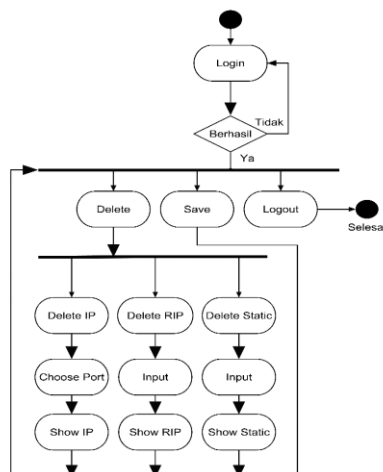 Login
Tidak
Berhasil
Ya
Delete
Save
Logout
Selesa
Delete IP
Delete RIP
Delete Static
Choose Port
Input
Input
Show IP
Show RIP
Show Static